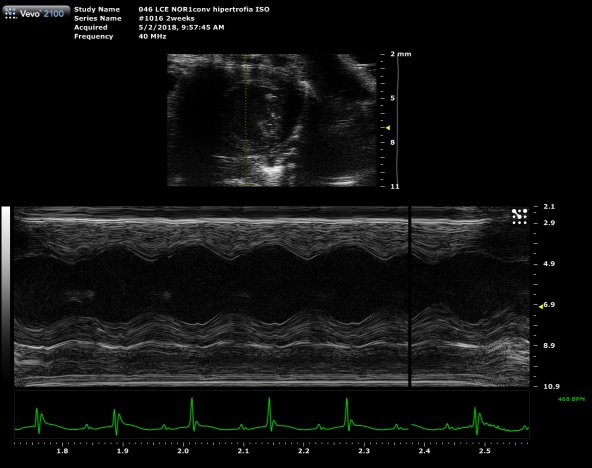 Vevo 2100
Study Name 046 LCE NOR1conv hipertrofia ISO
Series Name #1016 2weeks
Acquired 5/2/2018, 9:57:45 AM
Frequency 40 MHz
2 mm
5
8
11
2.1
2.9
4.9
6.9
8.9
10.9
468 BPM
1.8 1.9 2.0 2.1 2.2 2.3 2.4 2.5